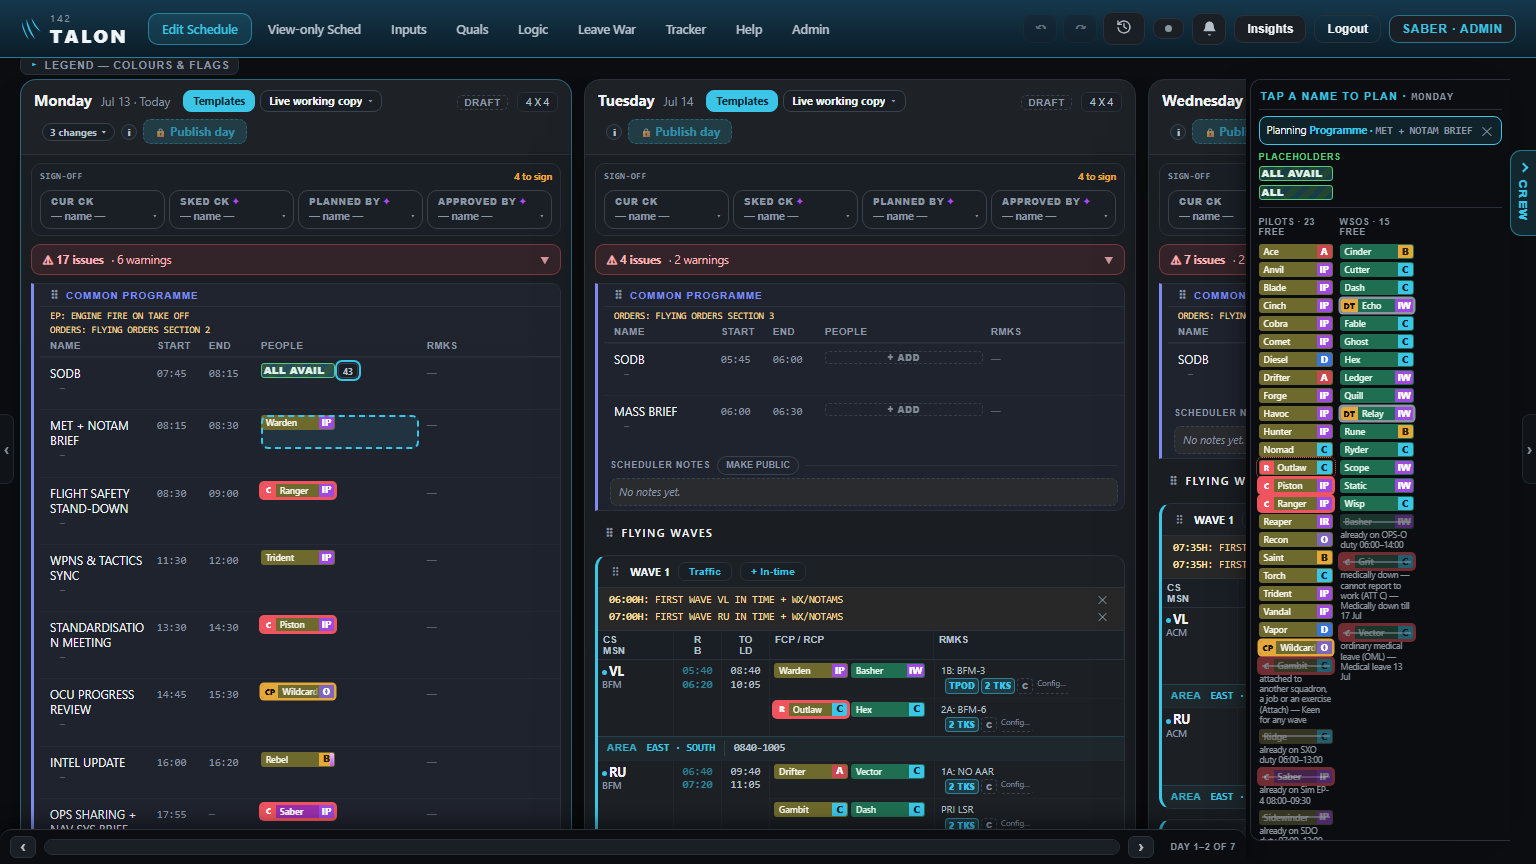 142
TALON
Edit Schedule
View-only Sched
Inputs
Quals
Logic
Leave War
Tracker
Help
Admin
Insights
Logout
SABER · ADMIN
LEGEND — COLOURS & FLAGS
Monday Jul 13 · Today Templates Live working copy DRAFT 4 X 4
3 changes i Publish day
SIGN-OFF 4 to sign
CUR CK — name —
SKED CK — name —
PLANNED BY — name —
APPROVED BY — name —
17 issues · 6 warnings
COMMON PROGRAMME
EP: ENGINE FIRE ON TAKE OFF
ORDERS: FLYING ORDERS SECTION 2
NAME START END PEOPLE RMKS
SODB 07:45 08:15 ALL AVAIL 43 —
—
MET + NOTAM BRIEF 08:15 08:30 Warden IP —
—
FLIGHT SAFETY STAND-DOWN 08:30 09:00 C Ranger IP —
—
WPNS & TACTICS SYNC 11:30 12:00 Trident IP —
—
STANDARDISATIO
N MEETING 13:30 14:30 C Piston IP —
—
OCU PROGRESS REVIEW 14:45 15:30 CP Wildcard O —
—
INTEL UPDATE 16:00 16:20 Rebel B —
—
OPS SHARING + 17:55 — C Saber IP —
NAV SYS BRIEF
Tuesday Jul 14 Templates Live working copy DRAFT 4 X 4
i Publish day
SIGN-OFF 4 to sign
CUR CK — name —
SKED CK — name —
PLANNED BY — name —
APPROVED BY — name —
4 issues · 2 warnings
COMMON PROGRAMME
ORDERS: FLYING ORDERS SECTION 3
NAME START END PEOPLE RMKS
SODB 05:45 06:00 + ADD —
—
MASS BRIEF 06:00 06:30 + ADD —
—
SCHEDULER NOTES MAKE PUBLIC
No notes yet.
FLYING WAVES
WAVE 1 Traffic + In-time
06:00H: FIRST WAVE VL IN TIME + WX/NOTAMS
07:00H: FIRST WAVE RU IN TIME + WX/NOTAMS
CS MSN R B TO LD FCP / RCP RMKS
VL BFM 05:40 06:20 08:40 10:05 Warden IP Basher IW 1B: BFM-3
TPOD 2 TKS C Config...
R Outlaw C Hex C 2A: BFM-6
2 TKS C Config...
AREA EAST · SOUTH 0840-1005
RU BFM 06:40 07:20 09:40 11:05 Drifter A Vector C 1A: NO AAR
2 TKS C Config...
Gambit C Dash C PRI LSR
2 TKS C Config...
Wednesday
i Publi
SIGN-OFF
CUR CK — name —
7 issues · 2
COMMON
ORDERS: FLYIN
NAME
SODB
—
SCHEDULER N
No notes yet.
FLYING W
WAVE 1
07:35H: FIRST
07:35H: FIRST
CS
MSN
VL
ACM
AREA EAST ·
RU
ACM
AREA EAST ·
TAP A NAME TO PLAN · MONDAY
Planning Programme · MET + NOTAM BRIEF
PLACEHOLDERS
ALL AVAIL
ALL
PILOTS · 23 FREE
Ace A
Anvil IP
Blade IP
Cinch IP
Cobra IP
Comet IP
Diesel D
Drifter A
Forge IP
Havoc IP
Hunter IP
Nomad C
R Outlaw C
C Piston IP
C Ranger IP
Reaper IR
Recon O
Saint B
Torch C
Trident IP
Vandal IP
Vapor D
CP Wildcard O
C Gambit C
attached to another squadron, a job or an exercise (Attach) — Keen for any wave
Ridge C
already on SXO duty 06:00–13:00
C Saber IP
already on Sim EP-4 08:00–09:30
Sidewinder IP
already on SDO
duty 07:00–12:00
WSOS · 15 FREE
Cinder B
Cutter C
Dash C
DT Echo IW
Fable C
Ghost C
Hex C
Ledger IW
Quill IW
DT Relay IW
Rune B
Ryder C
Scope IW
Static IW
Wisp C
Basher IW
already on OPS-O duty 06:00–14:00
C Grit C
medically down — cannot report to work (ATT C) — Medically down till 17 Jul
C Vector C
ordinary medical leave (OML) — Medical leave 13 Jul
CREW
DAY 1–2 OF 7